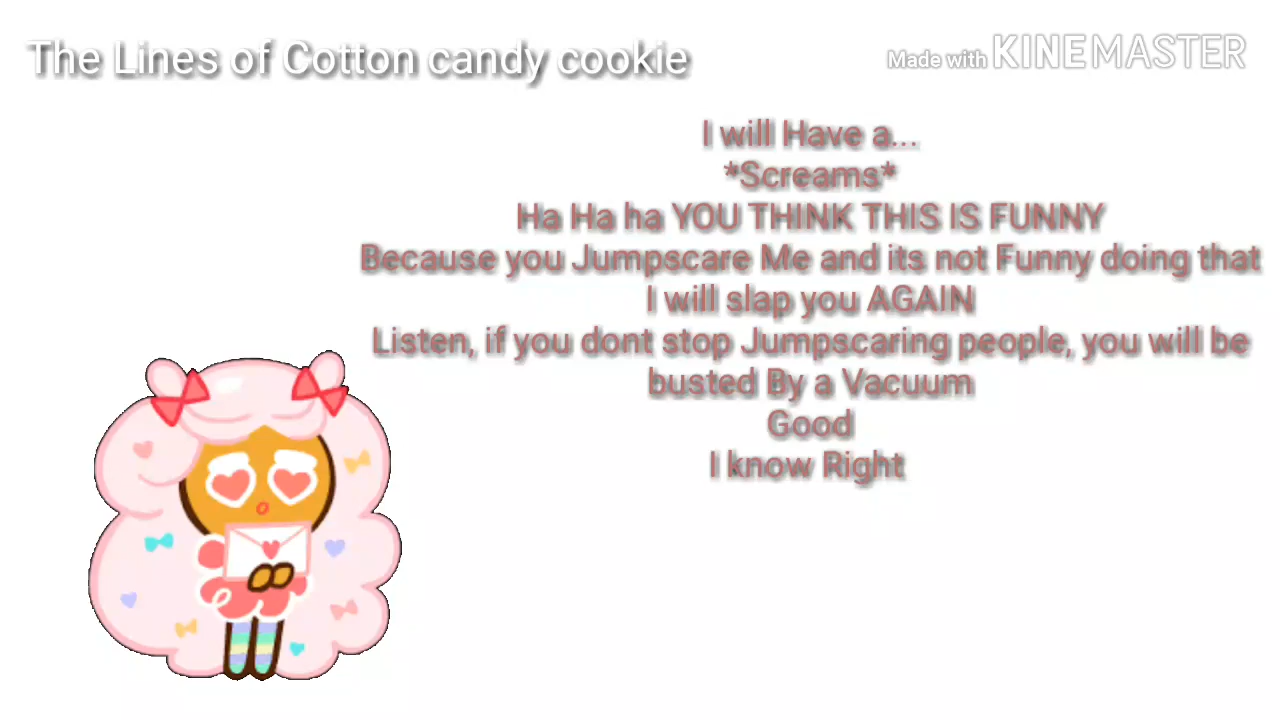 The Lines of Cotton candy cookie
Made with KINEMASTER
I will Have a...
*Screams*
Ha Ha ha YOU THINK THIS IS FUNNY
Because you Jumpscare Me and its not Funny doing that
I will slap you AGAIN
Listen, if you dont stop Jumpscaring people, you will be
busted By a Vacuum
Good
I know Right